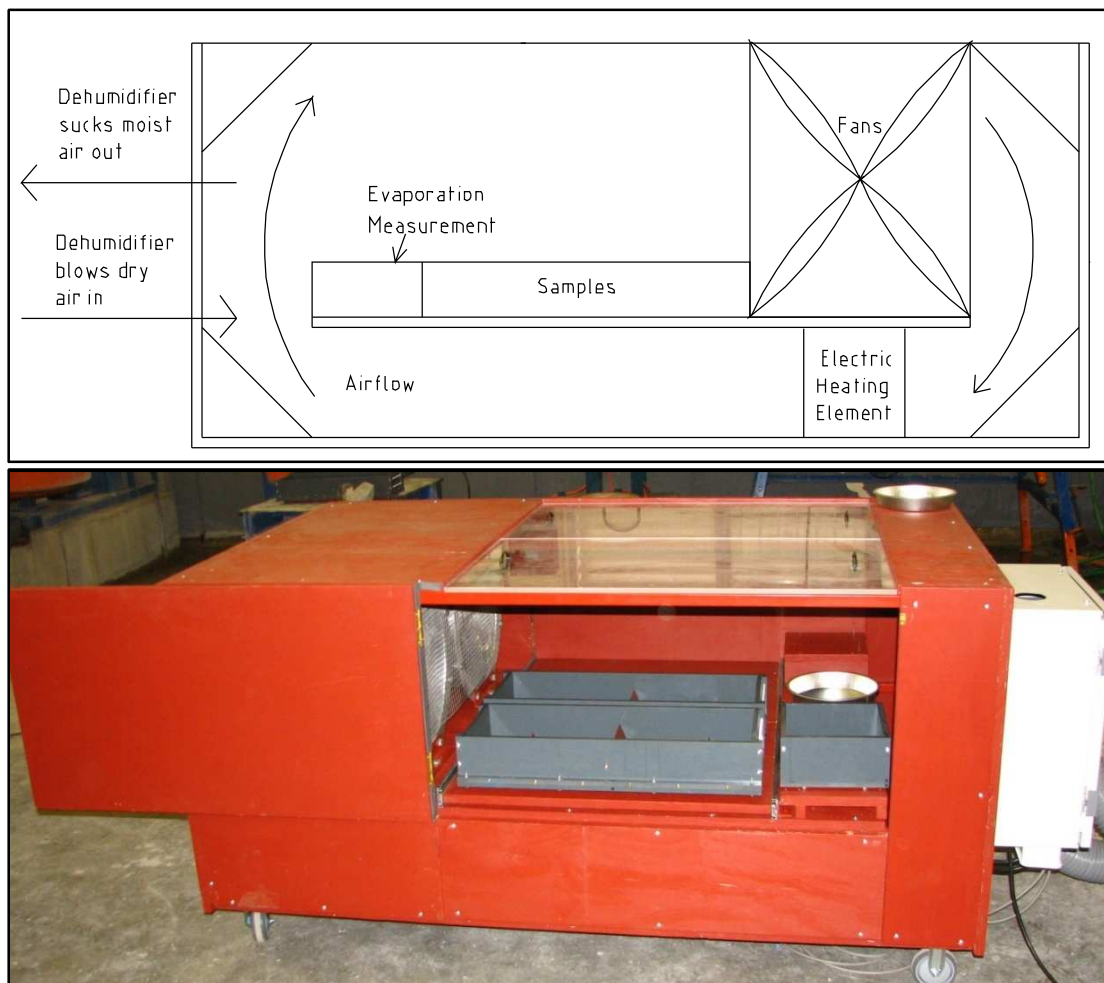 Dehumidifier
sucks moist
air out
Fans
Evaporation
Measurement
Dehumidifier
blows dry
air in
Samples
Airflow
Electric
Heating
Element